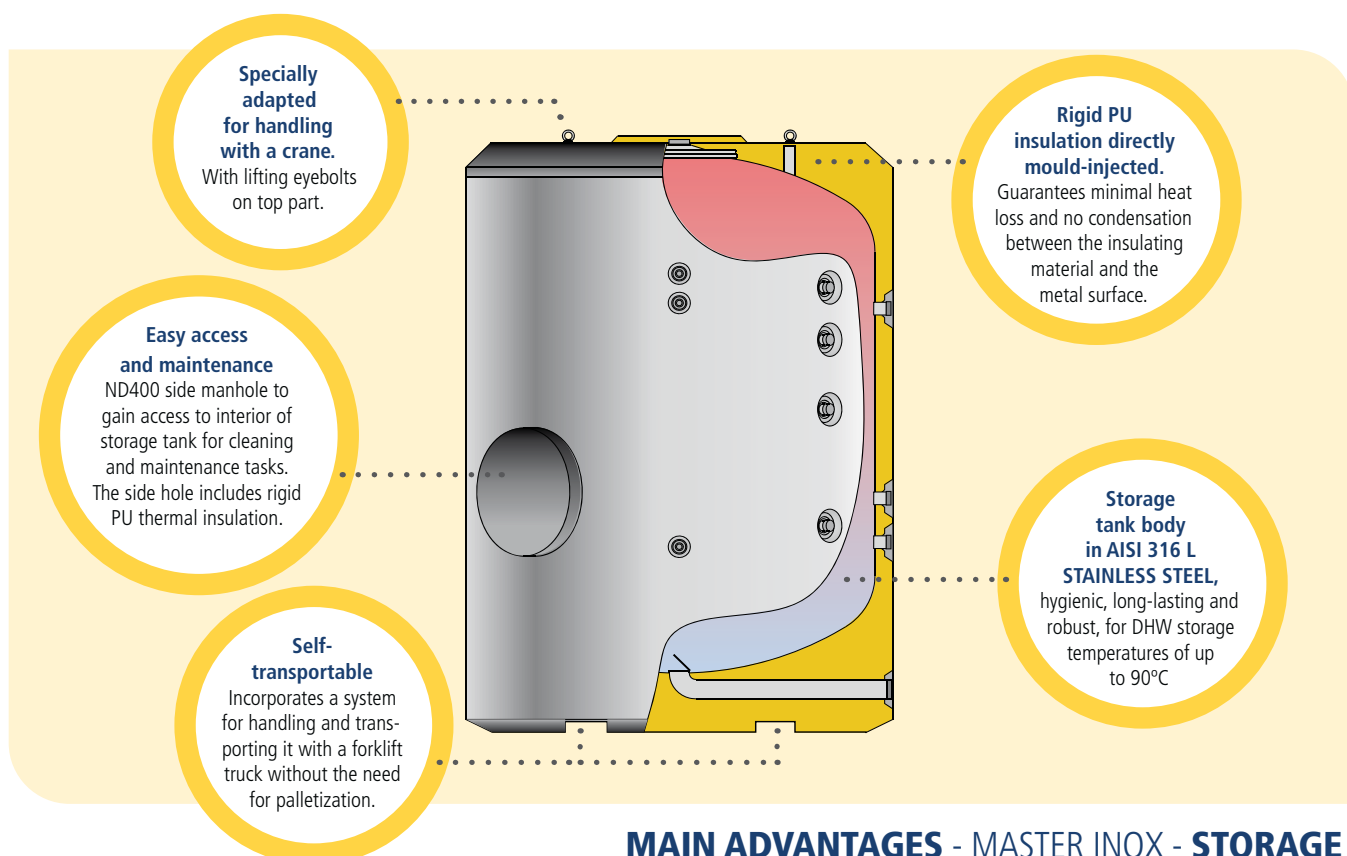 Specially
adapted
for handling
with a crane.
With lifting eyebolts
on top part.
Easy access
and maintenance
ND400 side manhole to
gain access to interior of
storage tank for cleaning
and maintenance tasks.
The side hole includes rigid
PU thermal insulation.
Self-
transportable
Incorporates a system
for handling and trans-
porting it with a forklift
truck without the need
for palletization.
Rigid PU
insulation directly
mould-injected.
Guarantees minimal heat
loss and no condensation
between the insulating
material and the
metal surface.
Storage
tank body
in AISI 316 L
STAINLESS STEEL,
hygienic, long-lasting and
robust, for DHW storage
temperatures of up
to 90ºC
MAIN ADVANTAGES - MASTER INOX - STORAGE